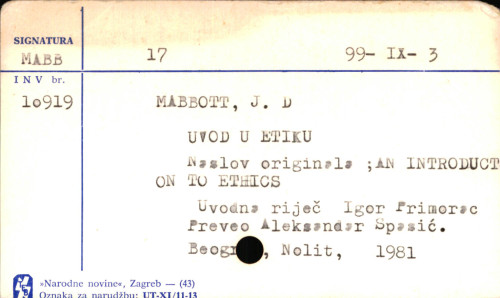 SIGNATURA
MABB 17 99- IX- 3
INV br.
10919 MABBOTT, J. D
UVOD U ETIKU
Naslov originala ;AN INTRODUCT
ON TO ETHICS
Uvodna riječ Igor Primorac
Preveo Aleksandar Spasić.
Nolit, 1981
»Narodne novine«, Zagreb — (43)
Oznaka za narudžbu: UT-XI/11-13